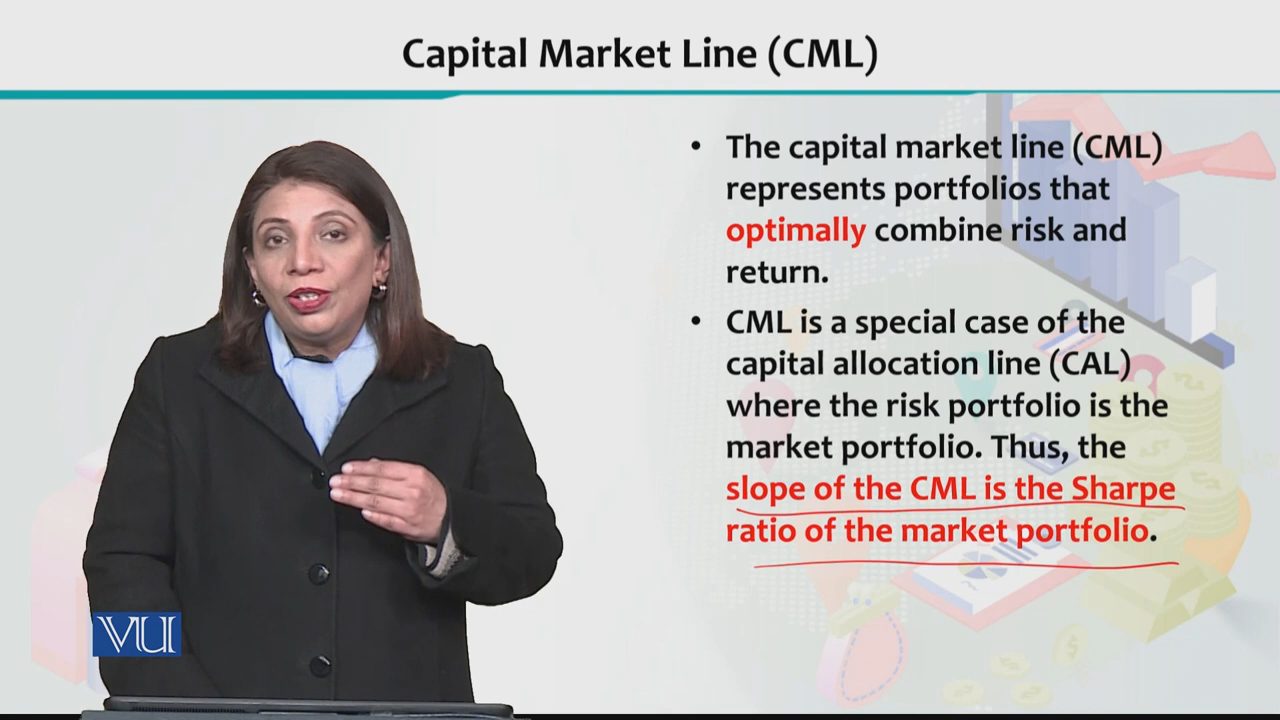 Capital Market Line (CML)
• The capital market line (CML)
represents portfolios that
optimally combine risk and
return.
• CML is a special case of the
capital allocation line (CAL)
where the risk portfolio is the
market portfolio. Thus, the
slope of the CML is the Sharpe
ratio of the market portfolio.
VU